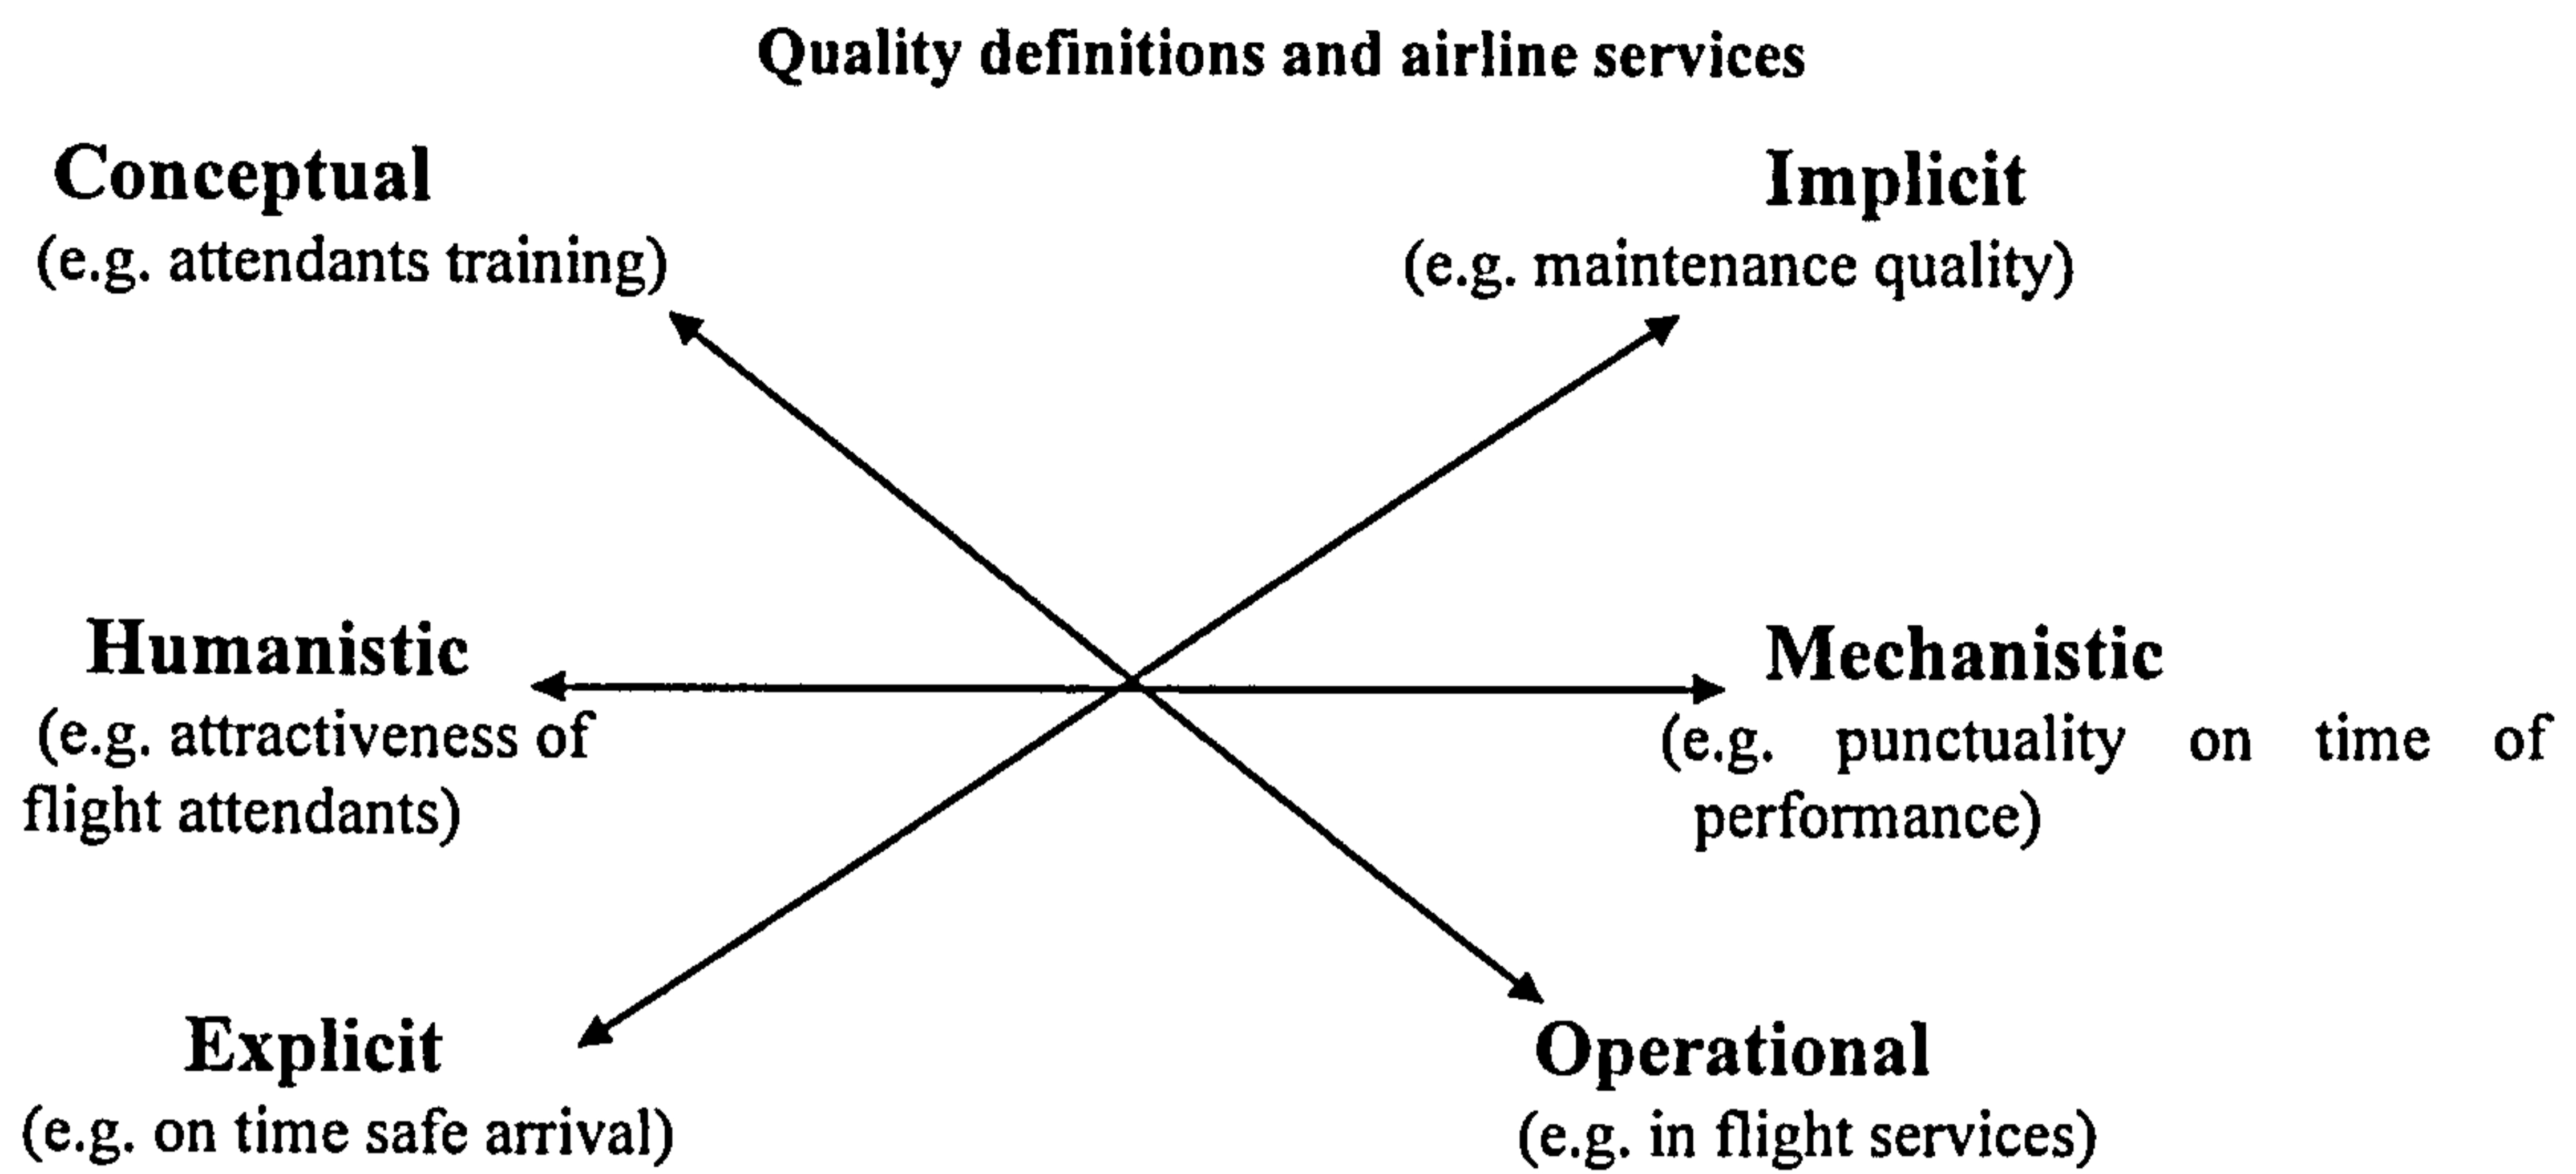 Quality definitions and airline services
Conceptual
(e.g. attendants training)
Implicit
(e.g. maintenance quality)
Humanistic
(e.g. attractiveness of
flight attendants)
Mechanistic
(e.g. punctuality on time of
performance)
Explicit
(e.g. on time safe arrival)
Operational
(e.g. in flight services)